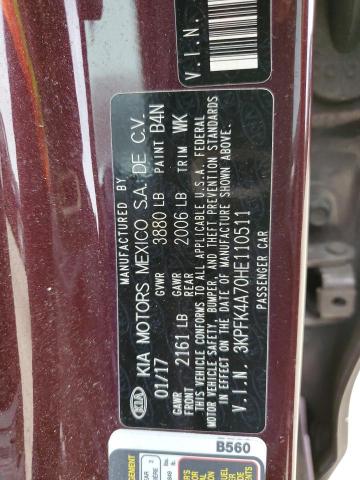 MANUFACTURED BY
KIA KIA MOTORS MEXICO S.A. DE C.V.
01/17 GVWR 3880 LB PAINT B4N
GAWR FRONT 2161 LB GAWR REAR 2006 LB TRIM WK
THIS VEHICLE CONFORMS TO ALL APPLICABLE U.S.A. FEDERAL
MOTOR VEHICLE SAFETY, BUMPER, AND THEFT PREVENTION STANDARDS
IN EFFECT ON THE DATE OF MANUFACTURE SHOWN ABOVE.
V.I.N. 3KPFK4A70HE110511
PASSENGER CAR
V.I.N.
B560